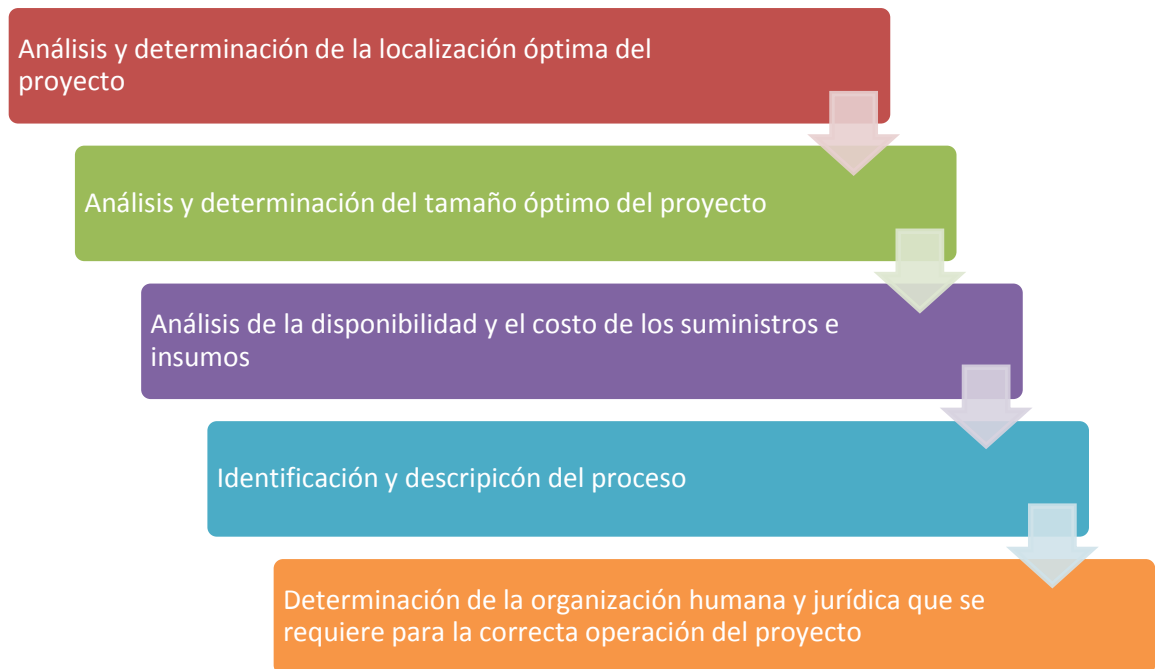 Análisis y determinación de la localización óptima del
proyecto
Análisis y determinación del tamaño óptimo del proyecto
Análisis de la disponibilidad y el costo de los suministros e
insumos
Identificación y descripicón del proceso
Determinación de la organización humana y jurídica que se
requiere para la correcta operación del proyecto